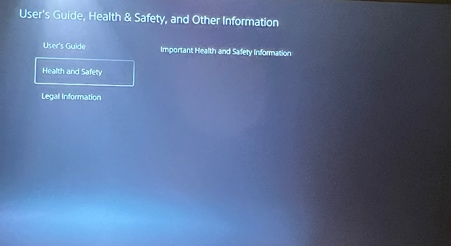 User's Guide, Health & Safety, and Other Information
User's Guide
Important Health and Safety Information
Health and Safety
Legal Information